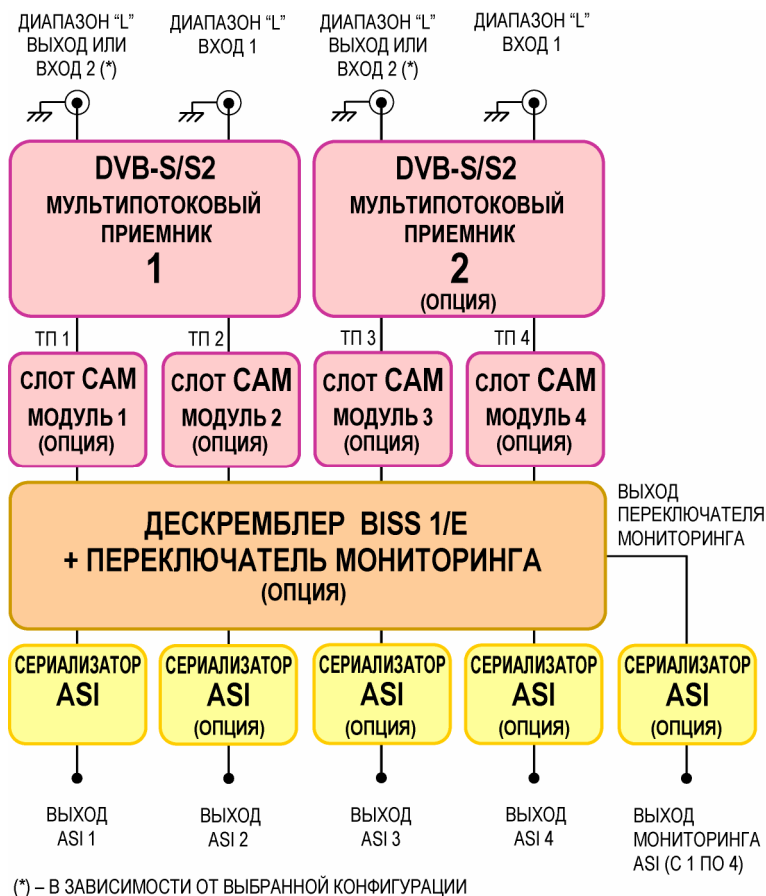 ДИАПАЗОН “L”
ВЫХОД ИЛИ
ВХОД 2 (*)
ДИАПАЗОН “L”
ВХОД 1
ДИАПАЗОН “L”
ВЫХОД ИЛИ
ВХОД 2 (*)
ДИАПАЗОН “L”
ВХОД 1
DVB-S/S2
МУЛЬТИПОТОКОВЫЙ
ПРИЕМНИК
1
DVB-S/S2
МУЛЬТИПОТОКОВЫЙ
ПРИЕМНИК
2
(ОПЦИЯ)
ТП 1
ТП 2
ТП 3
ТП 4
СЛОТ CAM
МОДУЛЬ 1
(ОПЦИЯ)
СЛОТ CAM
МОДУЛЬ 2
(ОПЦИЯ)
СЛОТ CAM
МОДУЛЬ 3
(ОПЦИЯ)
СЛОТ CAM
МОДУЛЬ 4
(ОПЦИЯ)
ДЕСКРЕМБЛЕР BISS 1/E
+ ПЕРЕКЛЮЧАТЕЛЬ МОНИТОРИНГА
(ОПЦИЯ)
ВЫХОД
ПЕРЕКЛЮЧАТЕЛЯ
МОНИТОРИНГА
СЕРИАЛИЗАТОР
ASI
СЕРИАЛИЗАТОР
ASI
(ОПЦИЯ)
СЕРИАЛИЗАТОР
ASI
(ОПЦИЯ)
СЕРИАЛИЗАТОР
ASI
(ОПЦИЯ)
СЕРИАЛИЗАТОР
ASI
(ОПЦИЯ)
ВЫХОД
ASI 1
ВЫХОД
ASI 2
ВЫХОД
ASI 3
ВЫХОД
ASI 4
ВЫХОД
МОНИТОРИНГА
ASI (С 1 ПО 4)
(*) – В ЗАВИСИМОСТИ ОТ ВЫБРАННОЙ КОНФИГУРАЦИИ